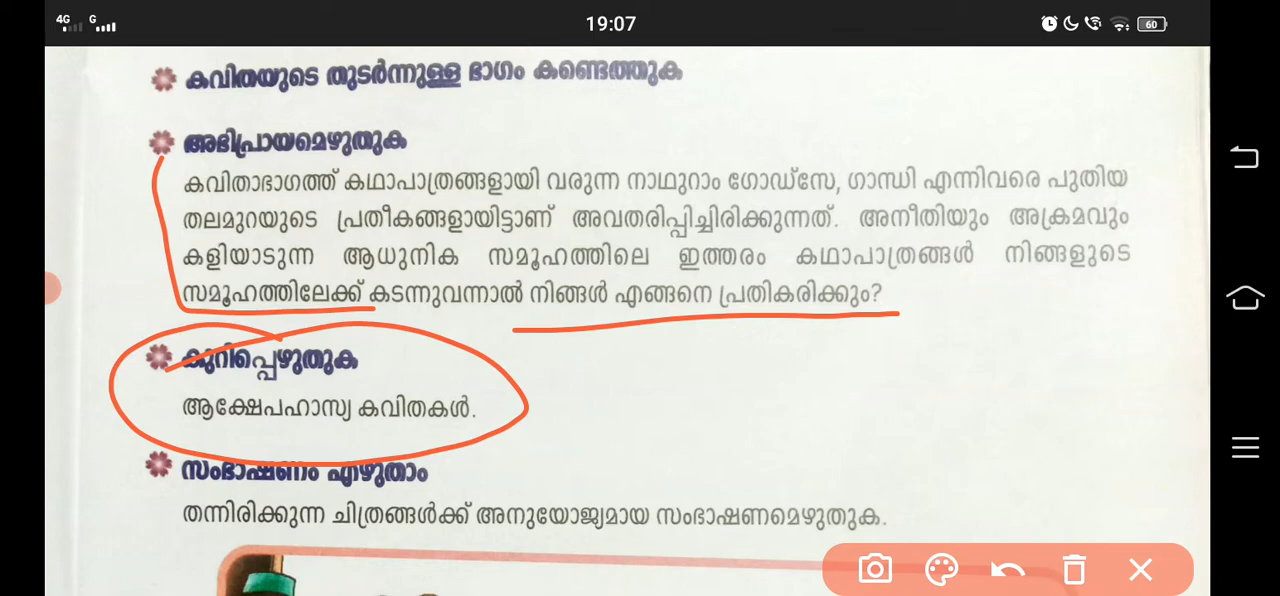 4G G 19:07 60
കവിതയുടെ തുടർന്നുള്ള ഭാഗം കണ്ടെത്തുക
അഭിപ്രായമെഴുതുക
കവിതാഭാഗത്ത് കഥാപാത്രങ്ങളായി വരുന്ന നാഥുറാം ഗോഡ്സേ, ഗാന്ധി എന്നിവരെ പുതിയ
തലമുറയുടെ പ്രതീകങ്ങളായിട്ടാണ് അവതരിപ്പിച്ചിരിക്കുന്നത്. അനീതിയും അക്രമവും
കളിയാടുന്ന ആധുനിക സമൂഹത്തിലെ ഇത്തരം കഥാപാത്രങ്ങൾ നിങ്ങളുടെ
സമൂഹത്തിലേക്ക് കടന്നുവന്നാൽ നിങ്ങൾ എങ്ങനെ പ്രതികരിക്കും?
കുറിപ്പെഴുതുക
ആക്ഷേപഹാസ്യ കവിതകൾ.
സംഭാഷണം എഴുതാം
തന്നിരിക്കുന്ന ചിത്രങ്ങൾക്ക് അനുയോജ്യമായ സംഭാഷണമെഴുതുക.